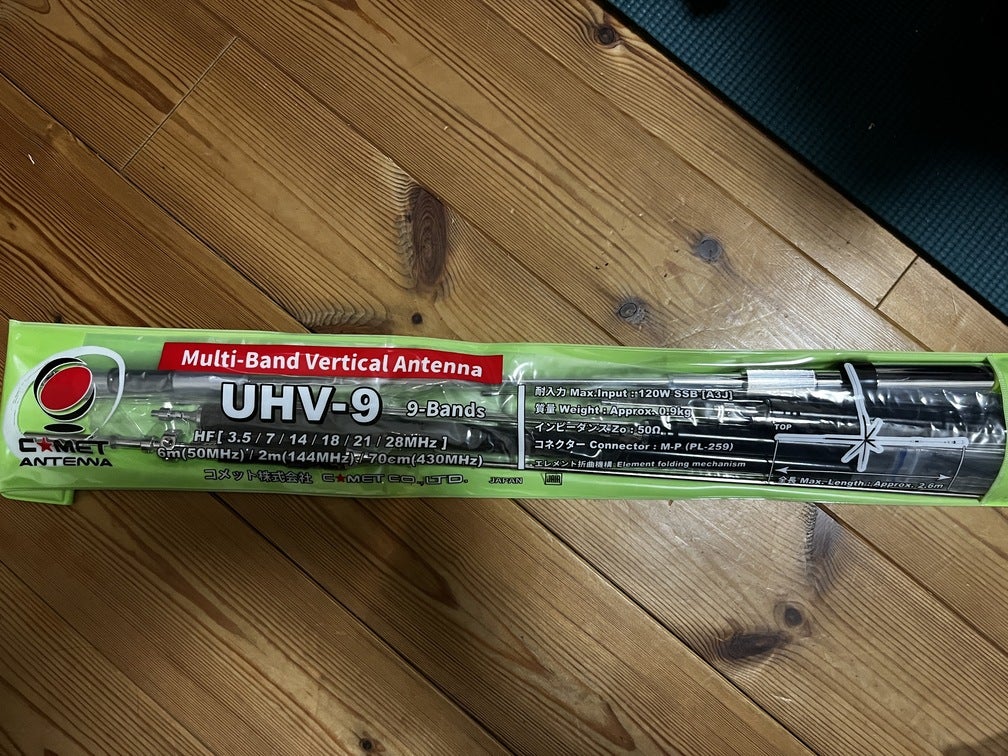 Multi-Band Vertical Antenna
UHV-9 9-Bands
HF [ 3.5 / 7 / 14 / 18 / 21 / 28MHz ]
6m(50MHz) / 2m(144MHz) / 70cm(430MHz)
コメット株式会社 C★MET CO., LTD. JAPAN JAIA
C★MET
ANTENNA
耐入力 Max.Input : 120W SSB [A3J]
質量 Weight : Approx. 0.9kg
インピーダンス Zo : 50Ω
コネクター Connector : M-P (PL-259)
エレメント折曲機構 : Element folding mechanism
TOP
全長 Max. Length : Approx. 2.6m